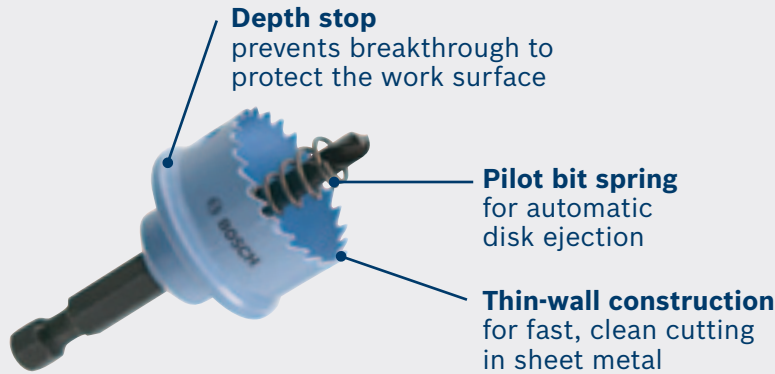 Depth stop
prevents breakthrough to
protect the work surface
BOSCH
Pilot bit spring
for automatic
disk ejection
Thin-wall construction
for fast, clean cutting
in sheet metal